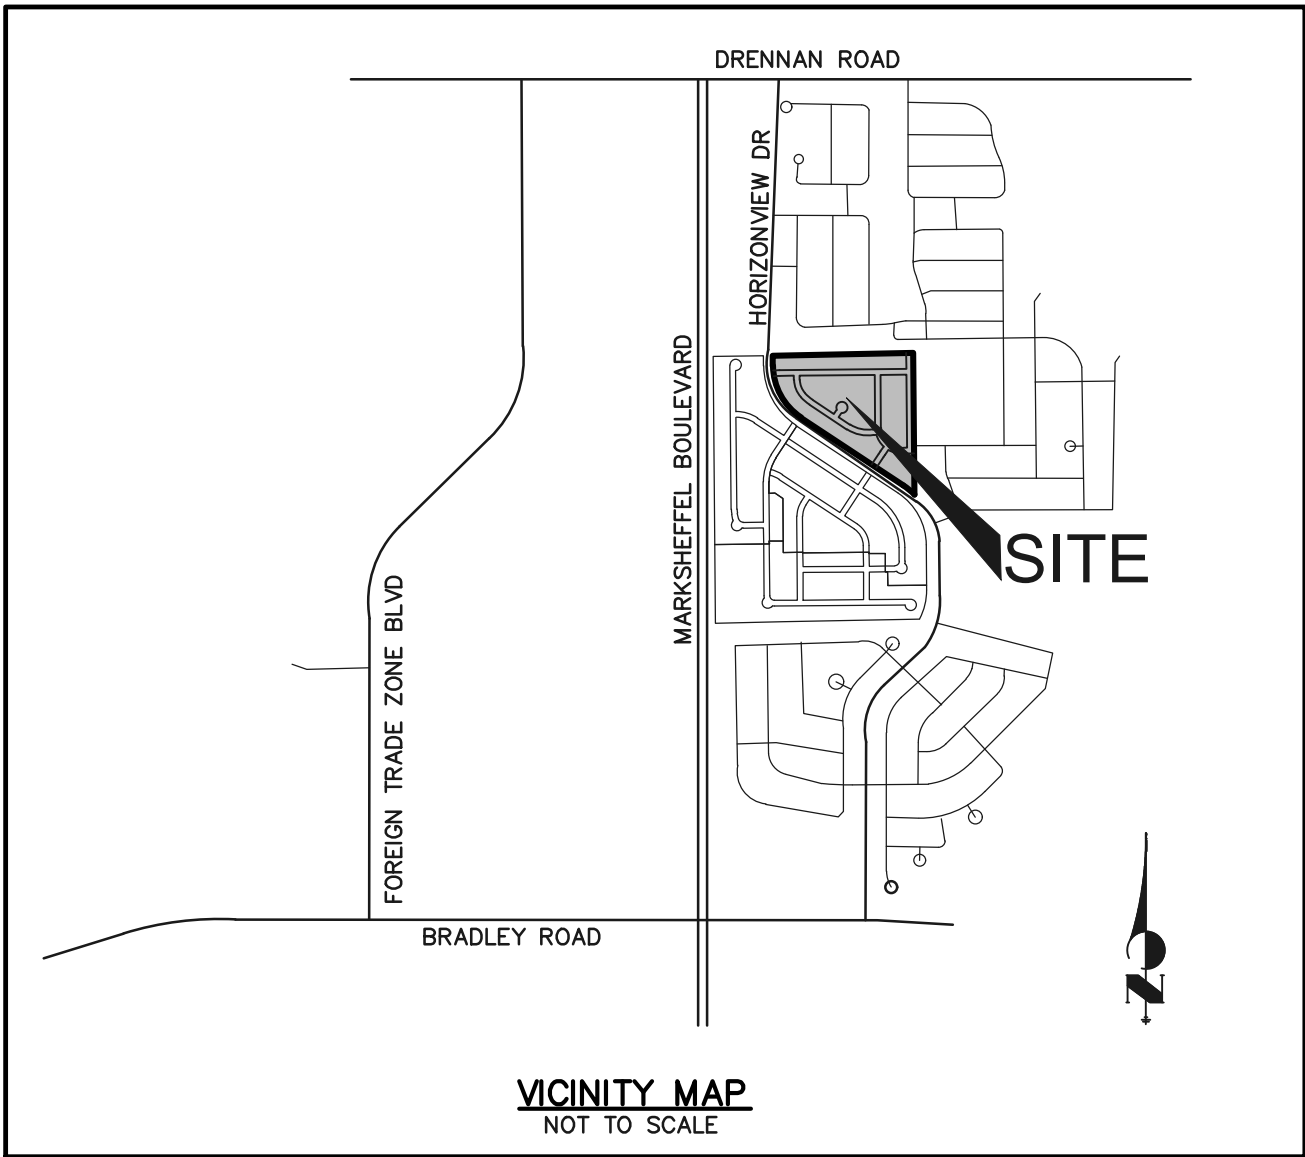 DRENNAN ROAD
HORIZONVIEW DR
MARKSHEFFEL BOULEVARD
SITE
FOREIGN TRADE ZONE BLVD
BRADLEY ROAD
N
VICINITY MAP
NOT TO SCALE